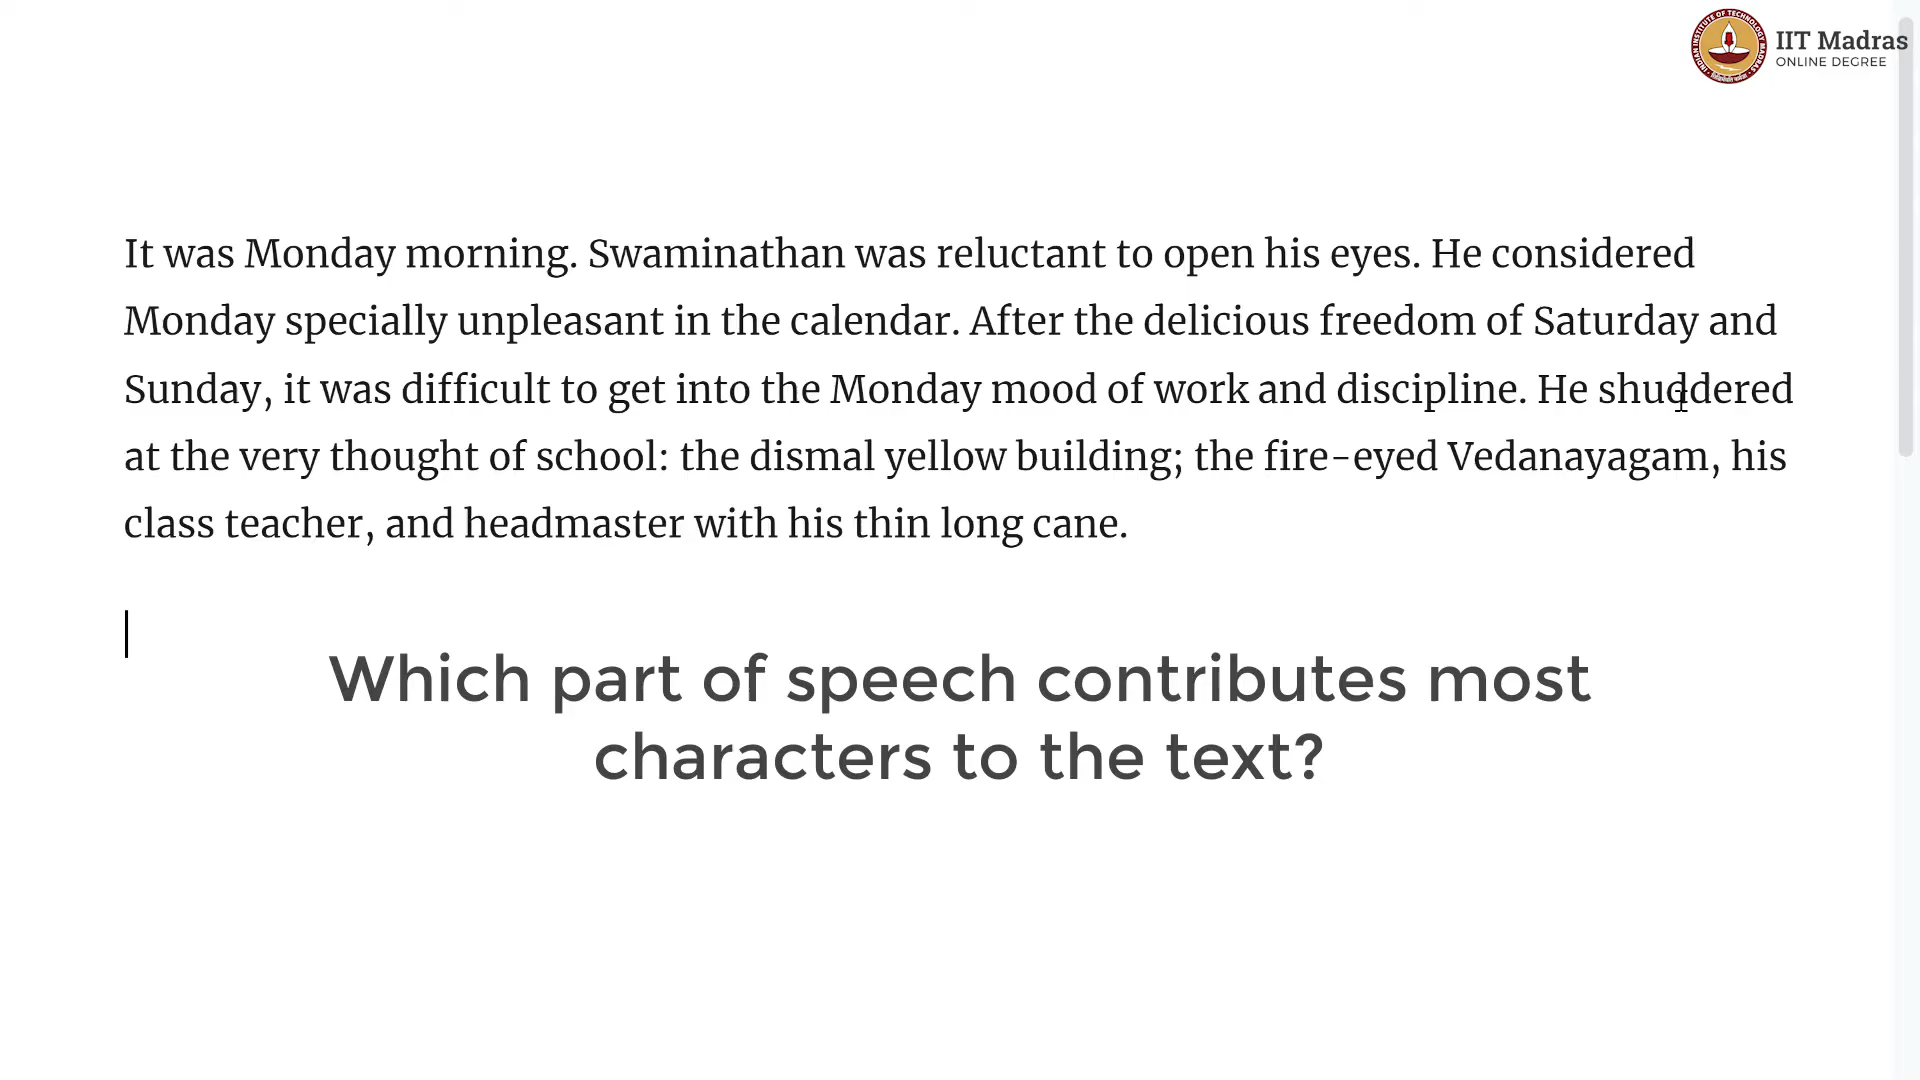 IIT Madras
ONLINE DEGREE
It was Monday morning. Swaminathan was reluctant to open his eyes. He considered
Monday specially unpleasant in the calendar. After the delicious freedom of Saturday and
Sunday, it was difficult to get into the Monday mood of work and discipline. He shuddered
at the very thought of school: the dismal yellow building; the fire-eyed Vedanayagam, his
class teacher, and headmaster with his thin long cane.
Which part of speech contributes most
characters to the text?